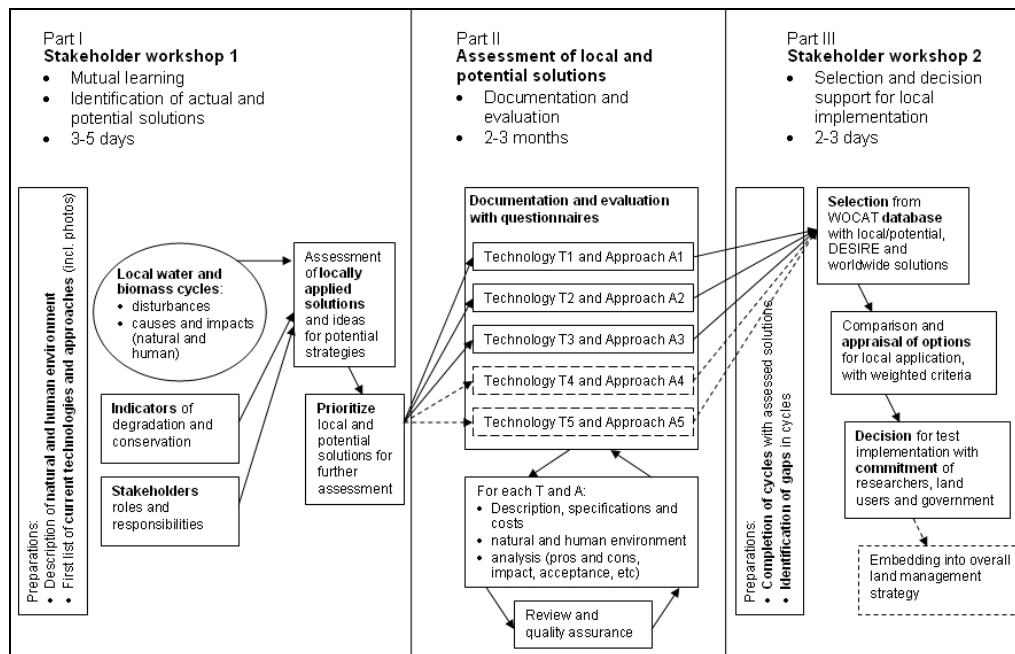 Part I
Stakeholder workshop 1
• Mutual learning
• Identification of actual and
potential solutions
• 3-5 days
Preparations:
• Description of natural and human environment
• First list of current technologies and approaches (incl. photos)
Local water and
biomass cycles:
• disturbances
• causes and impacts
(natural and
human)
Indicators of
degradation and
conservation
Stakeholders
roles and
responsibilities
Assessment
of locally
applied
solutions
and ideas
for potential
strategies
Prioritize
local and
potential
solutions for
further
assessment
Part II
Assessment of local and
potential solutions
• Documentation and
evaluation
• 2-3 months
Documentation and evaluation
with questionnaires
Technology T1 and Approach A1
Technology T2 and Approach A2
Technology T3 and Approach A3
Technology T4 and Approach A4
Technology T5 and Approach A5
For each T and A:
• Description, specifications and
costs
• natural and human environment
• analysis (pros and cons,
impact, acceptance, etc)
Review and
quality assurance
Part III
Stakeholder workshop 2
• Selection and decision
support for local
implementation
• 2-3 days
Preparations:
• Completion of cycles with assessed solutions
• Identification of gaps in cycles
Selection from
WOCAT database
with local/potential,
DESIRE and
worldwide solutions
Comparison and
appraisal of options
for local application,
with weighted criteria
Decision for test
implementation with
commitment of
researchers, land
users and government
Embedding into overall
land management
strategy